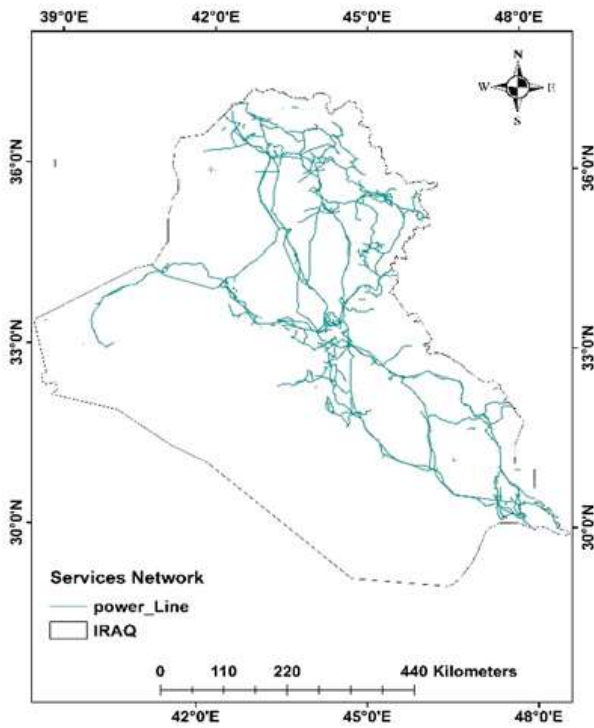 39°0'E 42°0'E 45°0'E 48°0'E
N
W E
S
36°0'N 36°0'N
33°0'N 33°0'N
30°0'N 30°0'N
Services Network
power_Line
IRAQ
0 110 220 440 Kilometers
42°0'E 45°0'E 48°0'E